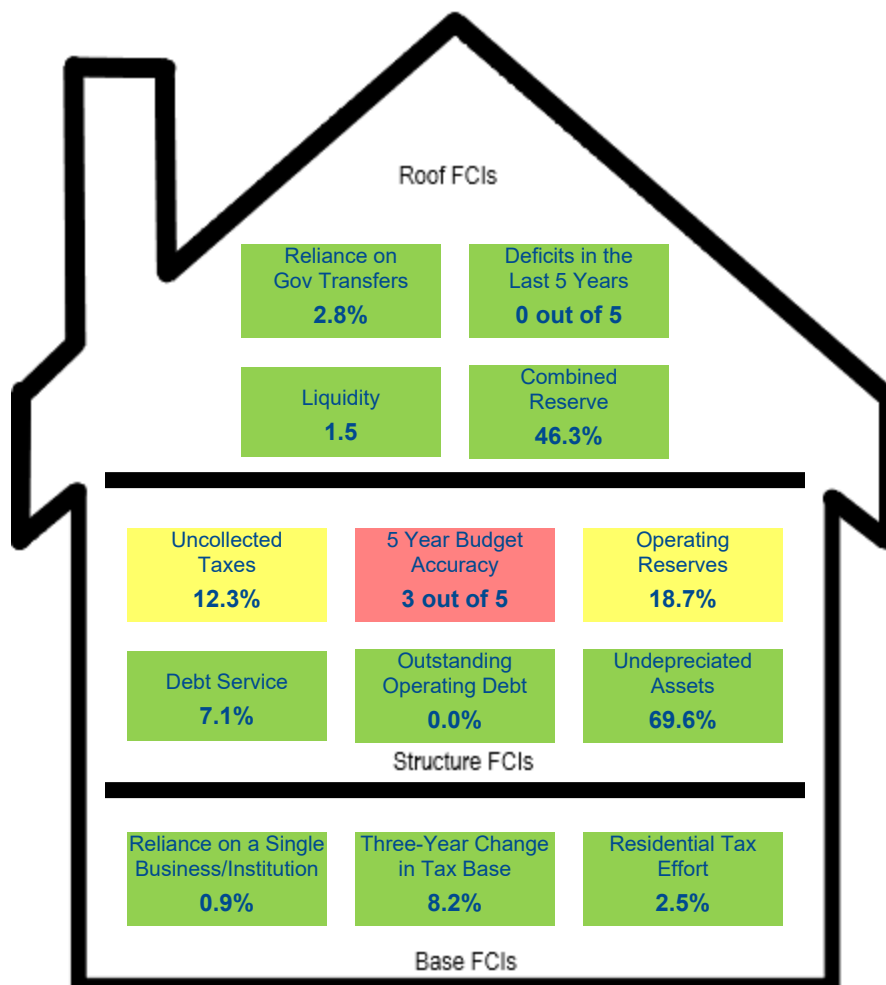 Roof FCIs
Reliance on
Gov Transfers
2.8%
Deficits in the
Last 5 Years
0 out of 5
Liquidity
1.5
Combined
Reserve
46.3%
Uncollected
Taxes
12.3%
5 Year Budget
Accuracy
3 out of 5
Operating
Reserves
18.7%
Debt Service
7.1%
Outstanding
Operating Debt
0.0%
Undepreciated
Assets
69.6%
Structure FCIs
Reliance on a Single
Business/Institution
0.9%
Three-Year Change
in Tax Base
8.2%
Residential Tax
Effort
2.5%
Base FCIs